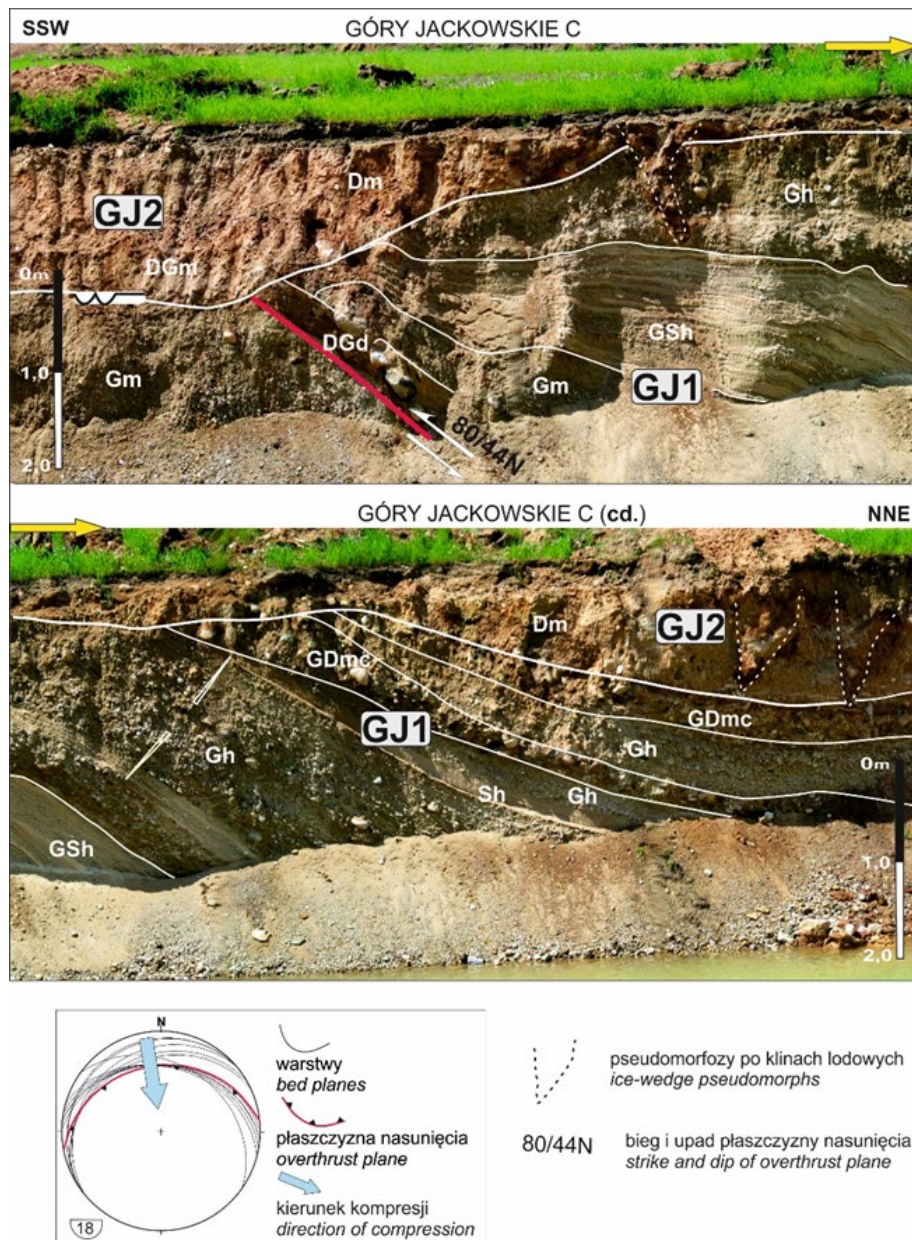 SSW
GÓRY JACKOWSKIE C
Dm
GJ2
Gh
DGm
0m
GSh
DGd
1,0
Gm
Gm
GJ1
80/44N
2,0
GÓRY JACKOWSKIE C (cd.)
NNE
Dm
GJ2
GDmc
GDmc
GJ1
Gh
Gh
0m
Sh
Gh
GSh
1,0
2,0
N
warstwy
bed planes
płaszczyzna nasunięcia
overthrust plane
kierunek kompresji
direction of compression
18
pseudomorfozy po klinach lodowych
ice-wedge pseudomorphs
80/44N
bieg i upad płaszczyzny nasunięcia
strike and dip of overthrust plane